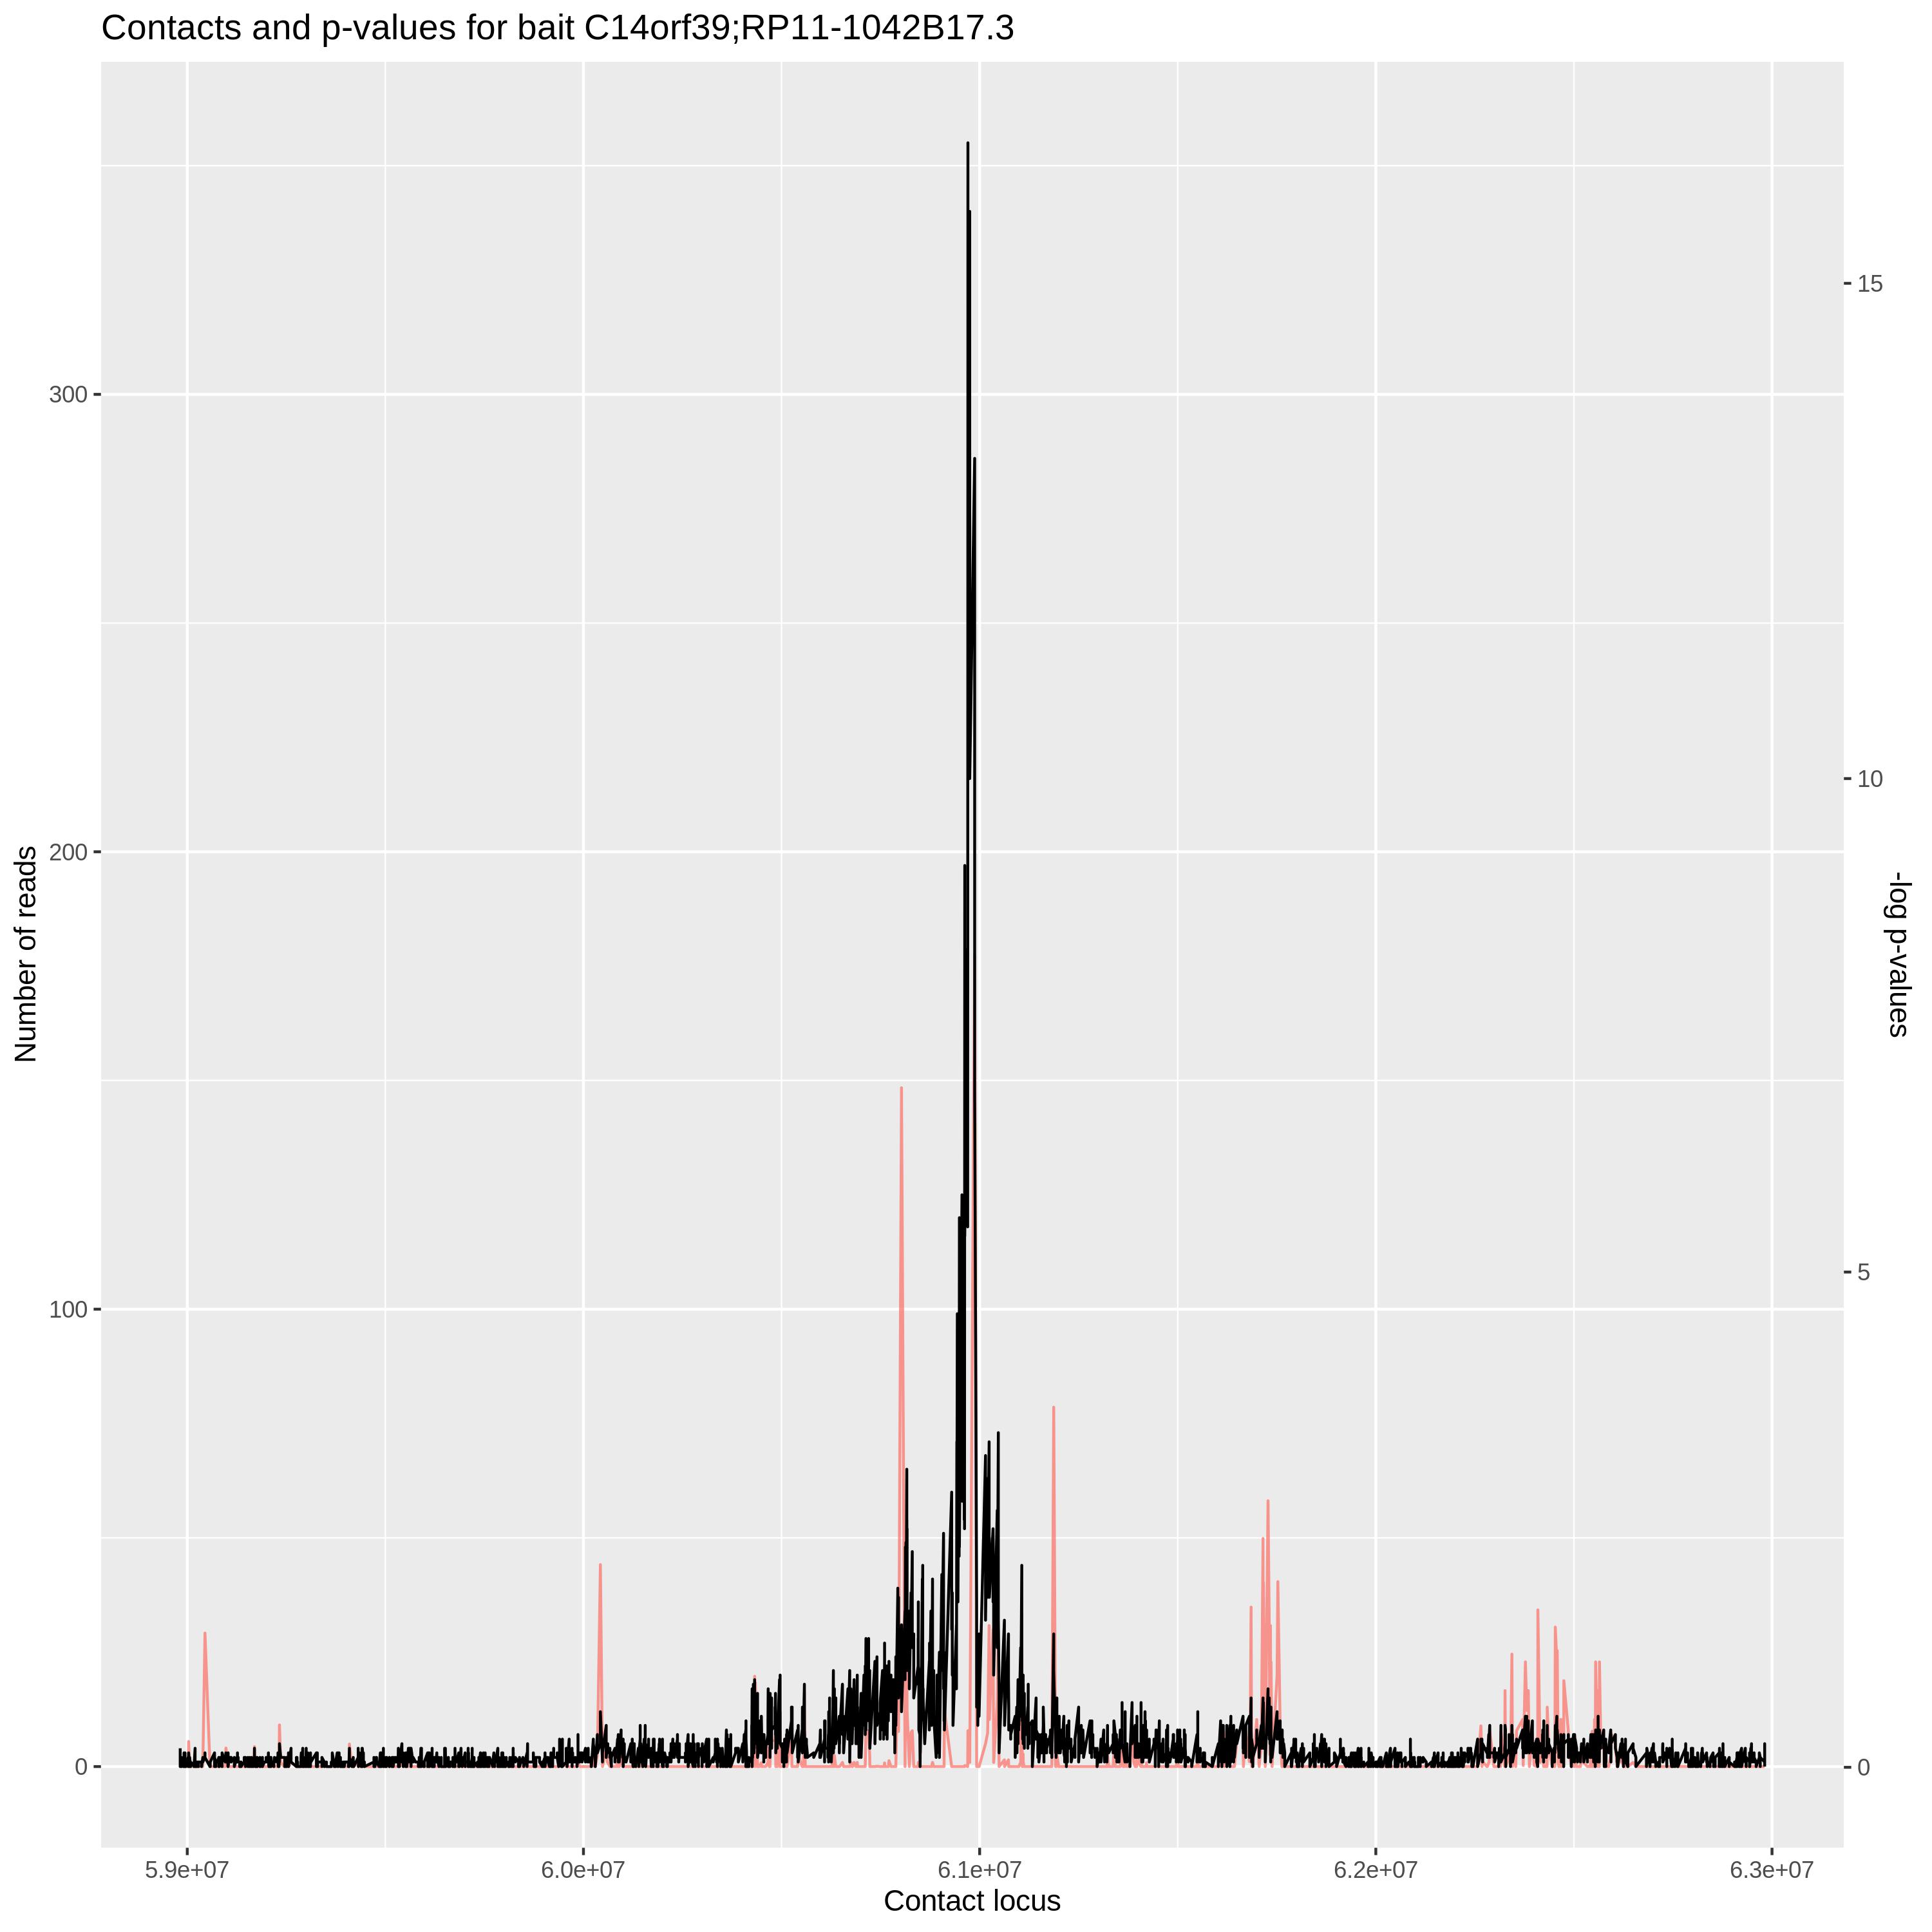 Contacts and p-values for bait C14orf39;RP11-1042B17.3
Number of reads
300
200
100
0
15
10
5
0
-log p-values
5.9e+07 6.0e+07 6.1e+07 6.2e+07 6.3e+07
Contact locus